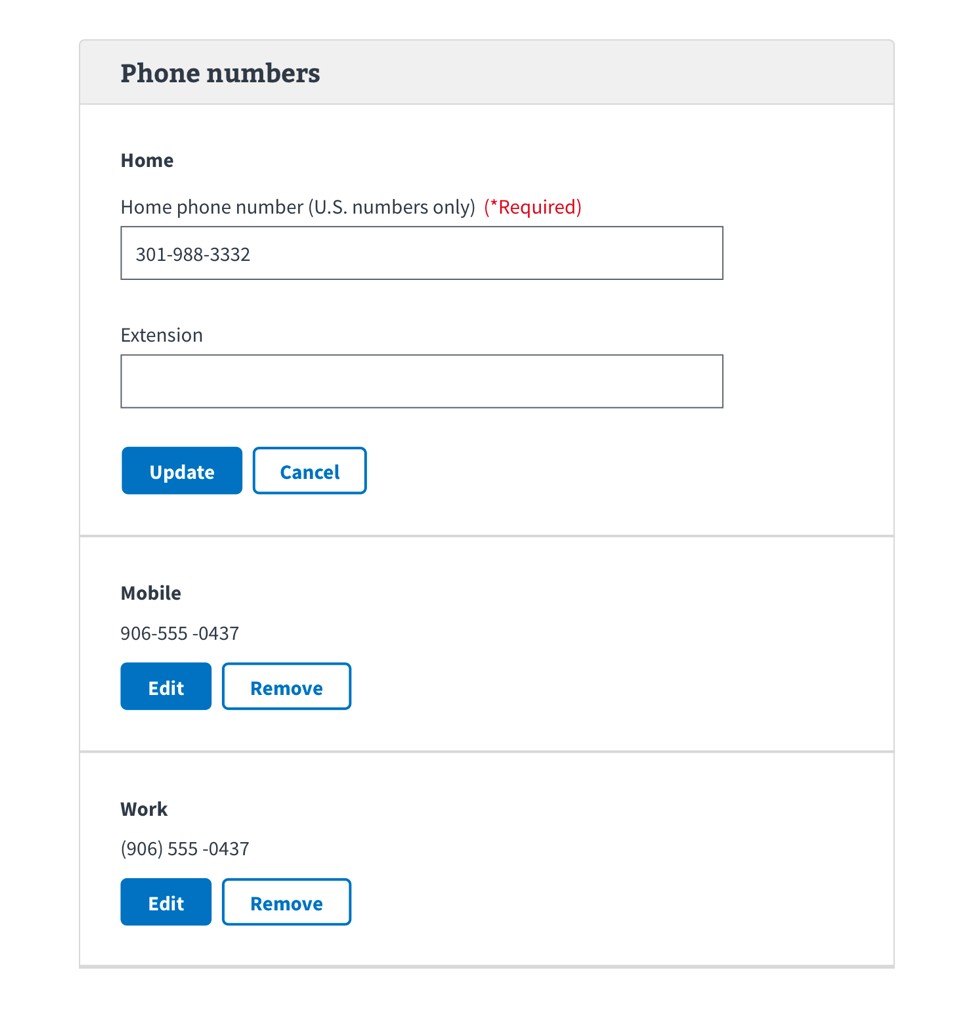 Phone numbers
Home
Home phone number (U.S. numbers only) (*Required)
301-988-3332
Extension
Update Cancel
Mobile
906-555 -0437
Edit Remove
Work
(906) 555 -0437
Edit Remove